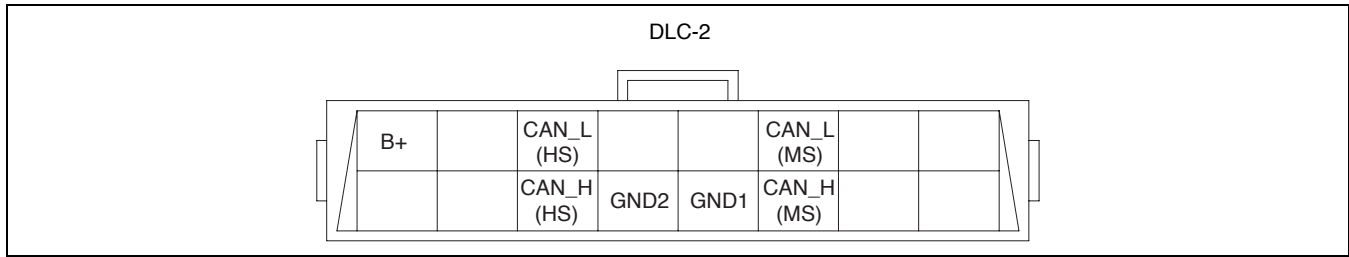 DLC-2
B+
CAN_L
(HS)
CAN_L
(MS)
CAN_H
(HS)
GND2
GND1
CAN_H
(MS)